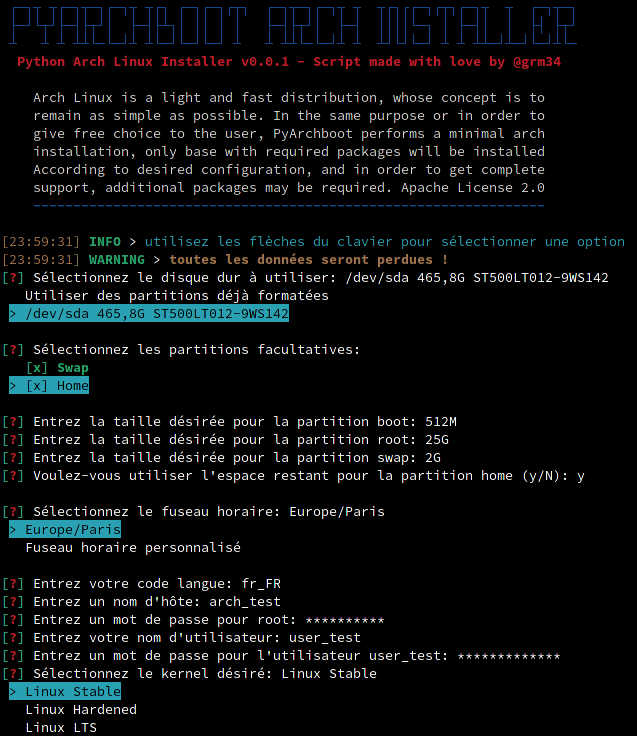 PYARCHBOOT ARCH INSTALLER
Python Arch Linux Installer v0.0.1 - Script made with love by @grm34
Arch Linux is a light and fast distribution, whose concept is to
remain as simple as possible. In the same purpose or in order to
give free choice to the user, PyArchboot performs a minimal arch
installation, only base with required packages will be installed
According to desired configuration, and in order to get complete
support, additional packages may be required. Apache License 2.0
[23:59:31] INFO > utilisez les flèches du clavier pour sélectionner une option
[23:59:31] WARNING > toutes les données seront perdues !
[?] Sélectionnez le disque dur à utiliser: /dev/sda 465,8G ST500LT012-9WS142
Utiliser des partitions déjà formatées
> /dev/sda 465,8G ST500LT012-9WS142
[?] Sélectionnez les partitions facultatives:
[x] Swap
> [x] Home
[?] Entrez la taille désirée pour la partition boot: 512M
[?] Entrez la taille désirée pour la partition root: 25G
[?] Entrez la taille désirée pour la partition swap: 2G
[?] Voulez-vous utiliser l'espace restant pour la partition home (y/N): y
[?] Sélectionnez le fuseau horaire: Europe/Paris
> Europe/Paris
Fuseau horaire personnalisé
[?] Entrez votre code langue: fr_FR
[?] Entrez un nom d'hôte: arch_test
[?] Entrez un mot de passe pour root: **********
[?] Entrez votre nom d'utilisateur: user_test
[?] Entrez un mot de passe pour l'utilisateur user_test: *************
[?] Sélectionnez le kernel désiré: Linux Stable
> Linux Stable
Linux Hardened
Linux LTS